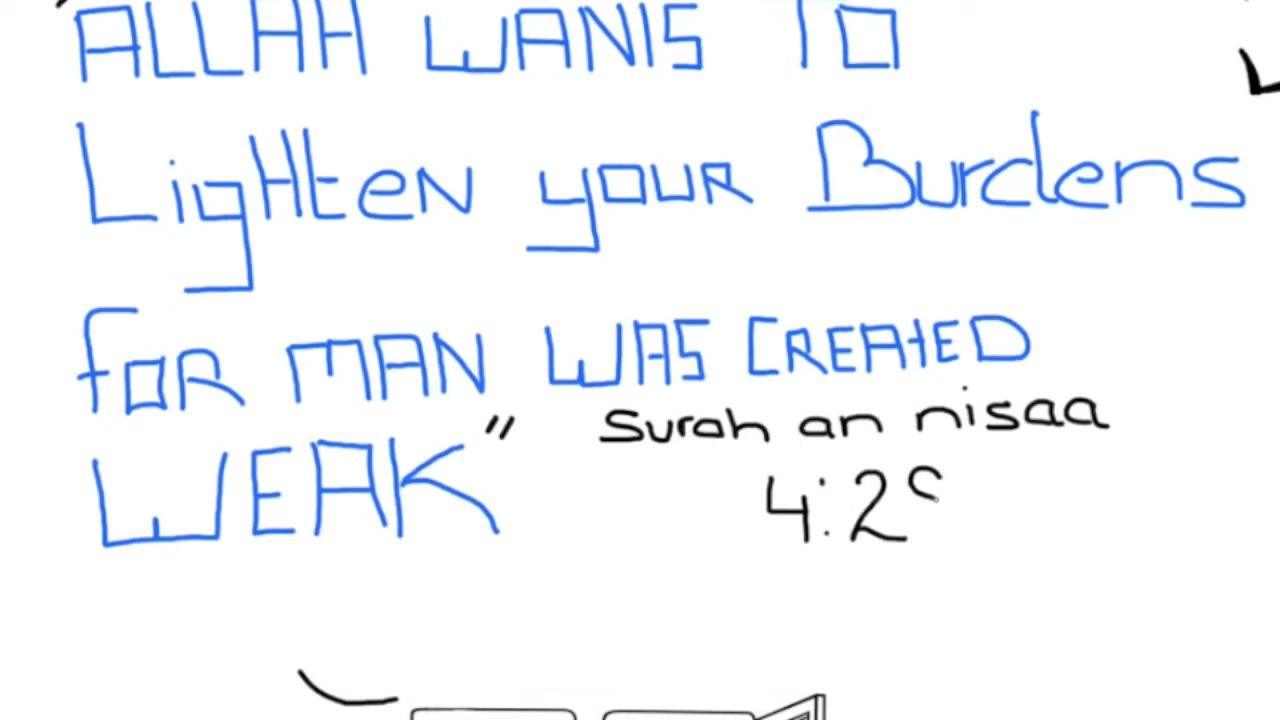 ALLAH WANTS TO
Lighten your Burdens
for MAN WAS CREATED
WEAK" Surah an nisaa
4:2